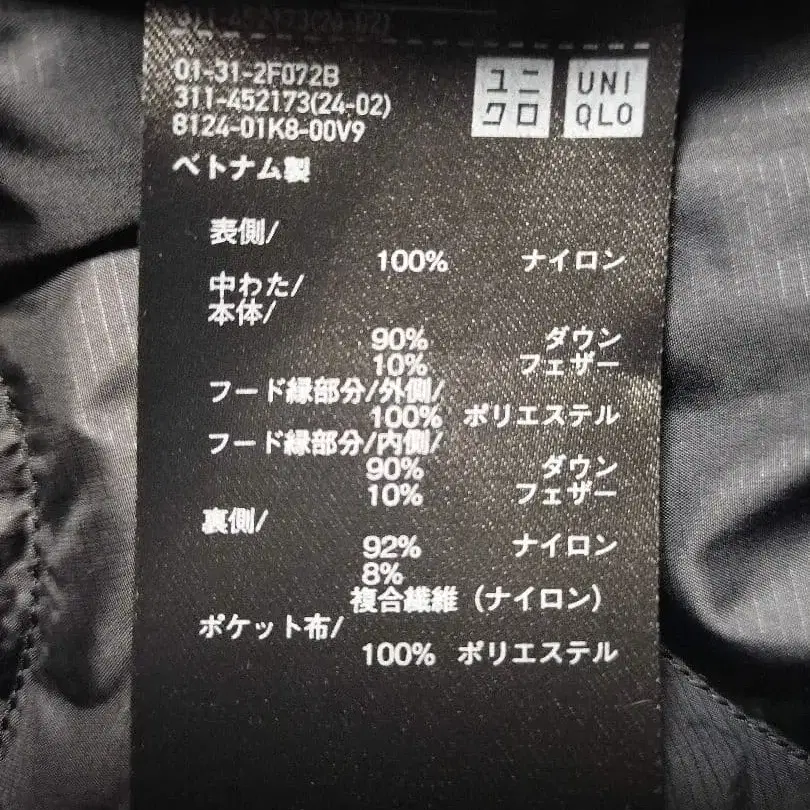 311-452173(24-02)
01-31-2F072B
311-452173(24-02)
8124-01K8-00V9
ユニ
クロ
UNI
QLO
ベトナム製
表側/
100% ナイロン
中わた/
本体/
90% ダウン
10% フェザー
フード縁部分/外側/
100% ポリエステル
フード縁部分/内側/
90% ダウン
10% フェザー
裏側/
92% ナイロン
8%
複合繊維（ナイロン）
ポケット布/
100% ポリエステル